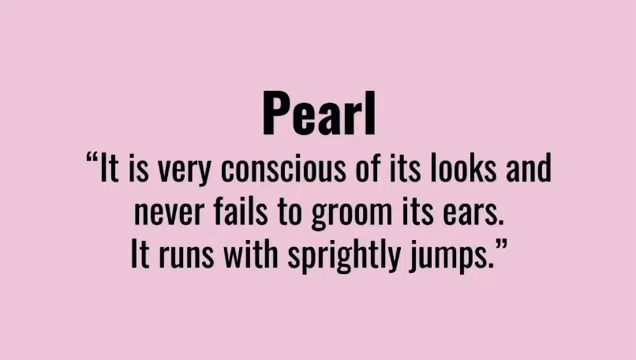 Pearl
“It is very conscious of its looks and
never fails to groom its ears.
It runs with sprightly jumps.”